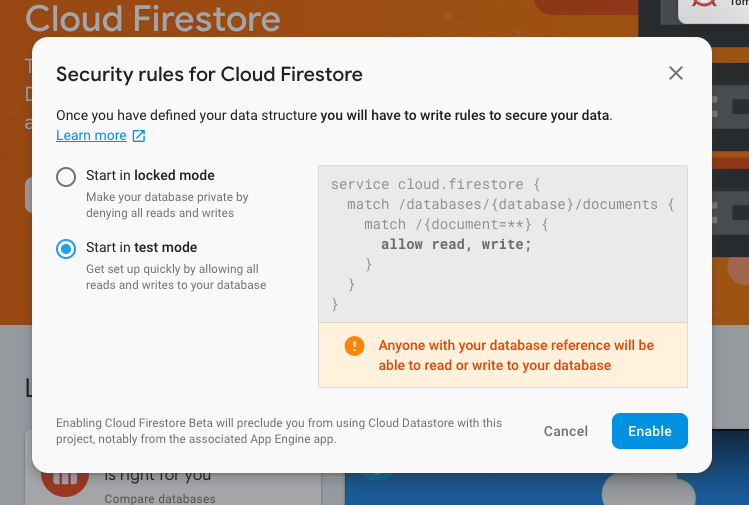 Cloud Firestore
Tom
Security rules for Cloud Firestore
Once you have defined your data structure you will have to write rules to secure your data.
Learn more
Start in locked mode
Make your database private by
denying all reads and writes
Start in test mode
Get set up quickly by allowing all
reads and writes to your database
service cloud.firestore {
match /databases/{database}/documents {
match /{document=**} {
allow read, write;
}
}
}
Anyone with your database reference will be
able to read or write to your database
Enabling Cloud Firestore Beta will preclude you from using Cloud Datastore with this
project, notably from the associated App Engine app.
Cancel
Enable
is right for you
Compare databases